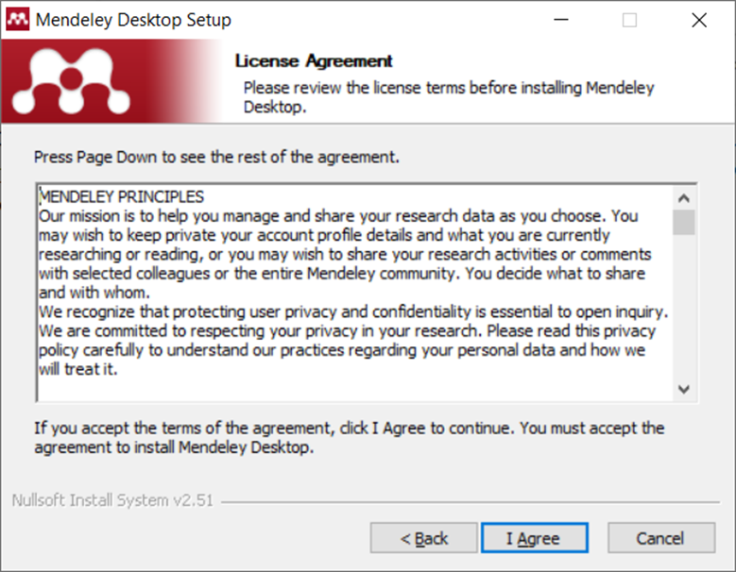 Mendeley Desktop Setup
License Agreement
Please review the license terms before installing Mendeley
Desktop.
Press Page Down to see the rest of the agreement.
MENDELEY PRINCIPLES
Our mission is to help you manage and share your research data as you choose. You
may wish to keep private your account profile details and what you are currently
researching or reading, or you may wish to share your research activities or comments
with selected colleagues or the entire Mendeley community. You decide what to share
and with whom.
We recognize that protecting user privacy and confidentiality is essential to open inquiry.
We are committed to respecting your privacy in your research. Please read this privacy
policy carefully to understand our practices regarding your personal data and how we
will treat it.
If you accept the terms of the agreement, click I Agree to continue. You must accept the
agreement to install Mendeley Desktop.
Nullsoft Install System v2.51
< Back
I Agree
Cancel